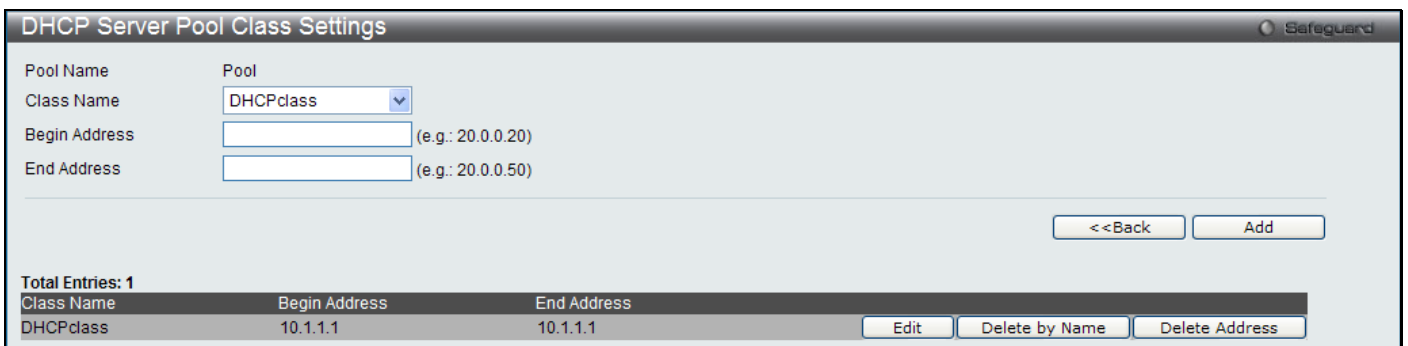 DHCP Server Pool Class Settings Safeguard
Pool Name Pool
Class Name DHCPclass
Begin Address (e.g.: 20.0.0.20)
End Address (e.g.: 20.0.0.50)
<<Back Add
Total Entries: 1
Class Name Begin Address End Address
DHCPclass 10.1.1.1 10.1.1.1 Edit Delete by Name Delete Address